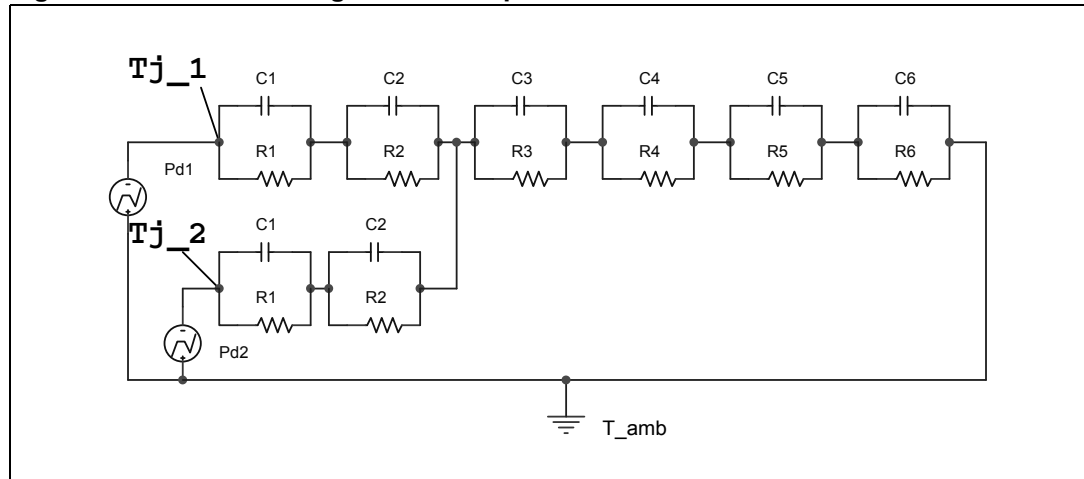 Tj_1
C1 C2 C3 C4 C5 C6
R1 R2 R3 R4 R5 R6
Pd1
Tj_2
C1 C2
R1 R2
Pd2
T_amb